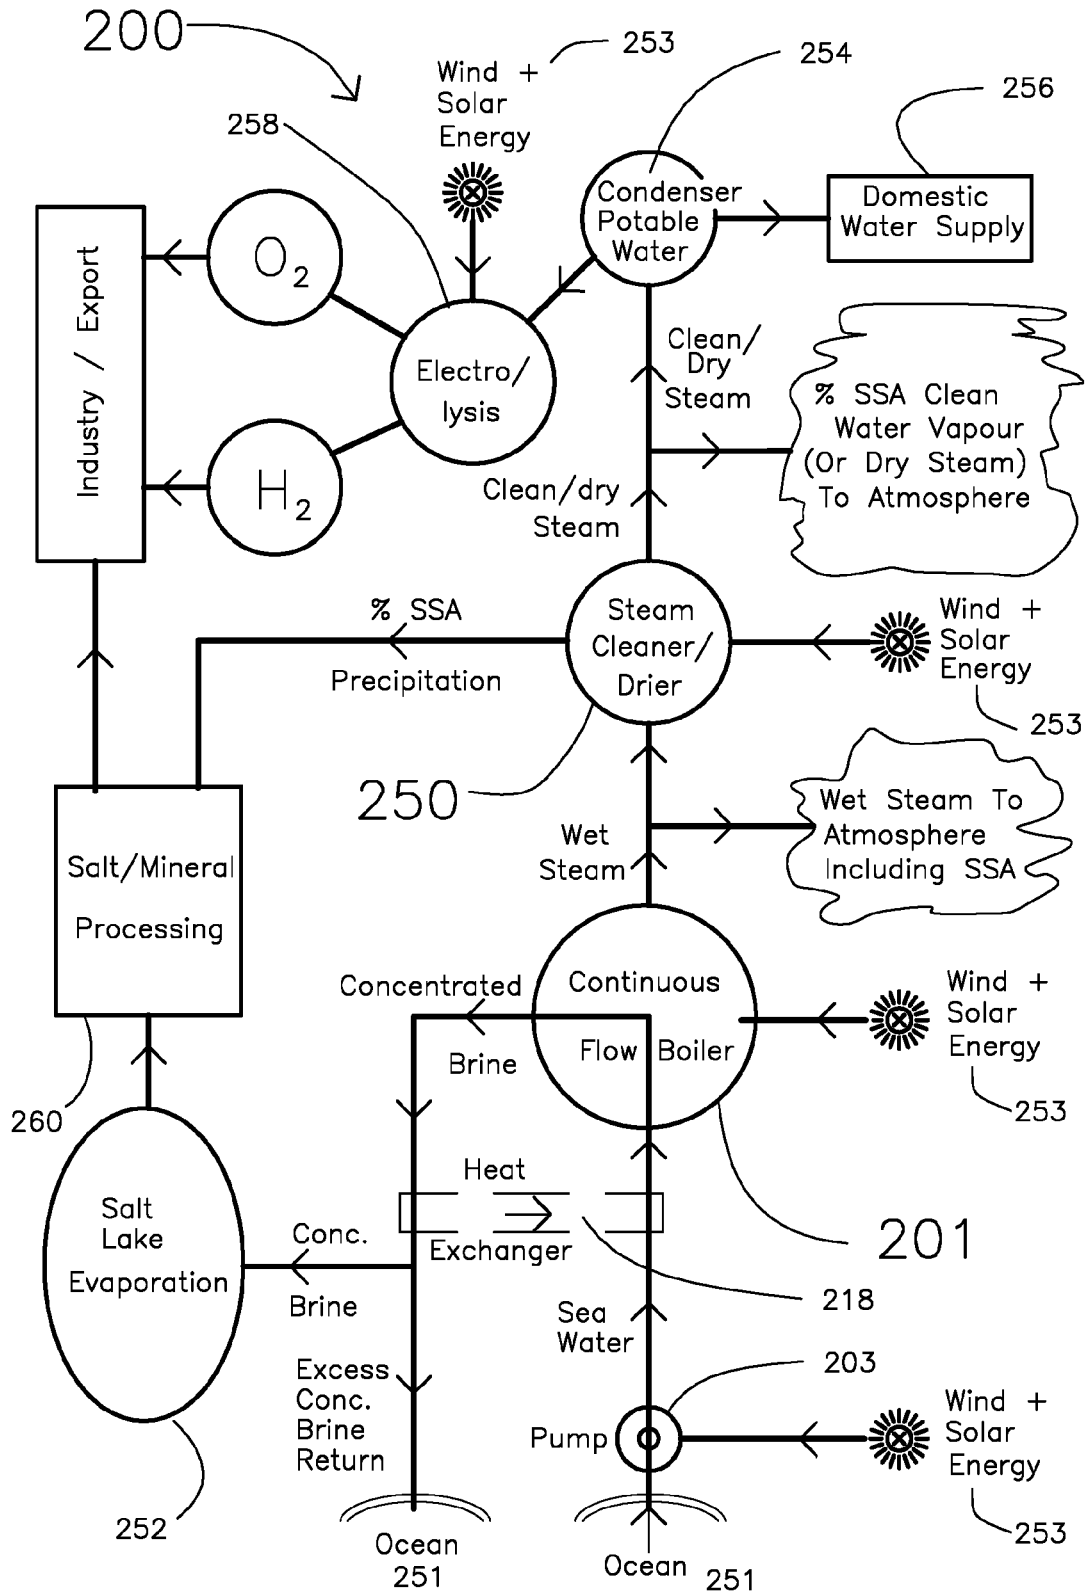 200
Wind +
Solar
Energy
253
254
256
258
Condenser
Potable
Water
Domestic
Water Supply
O2
H2
Industry / Export
Electro/
lysis
Clean/
Dry
Steam
% SSA Clean
Water Vapour
(Or Dry Steam)
To Atmosphere
Clean/dry
Steam
% SSA
Precipitation
Steam
Cleaner/
Drier
Wind +
Solar
Energy
253
250
Wet
Steam
Wet Steam To
Atmosphere
Including SSA
Salt/Mineral
Processing
260
Concentrated
Brine
Continuous
Flow Boiler
Wind +
Solar
Energy
253
201
Heat
Exchanger
218
Salt
Lake
Evaporation
252
Conc.
Brine
Sea
Water
203
Excess
Conc.
Brine
Return
Pump
Wind +
Solar
Energy
253
Ocean
251
Ocean
251